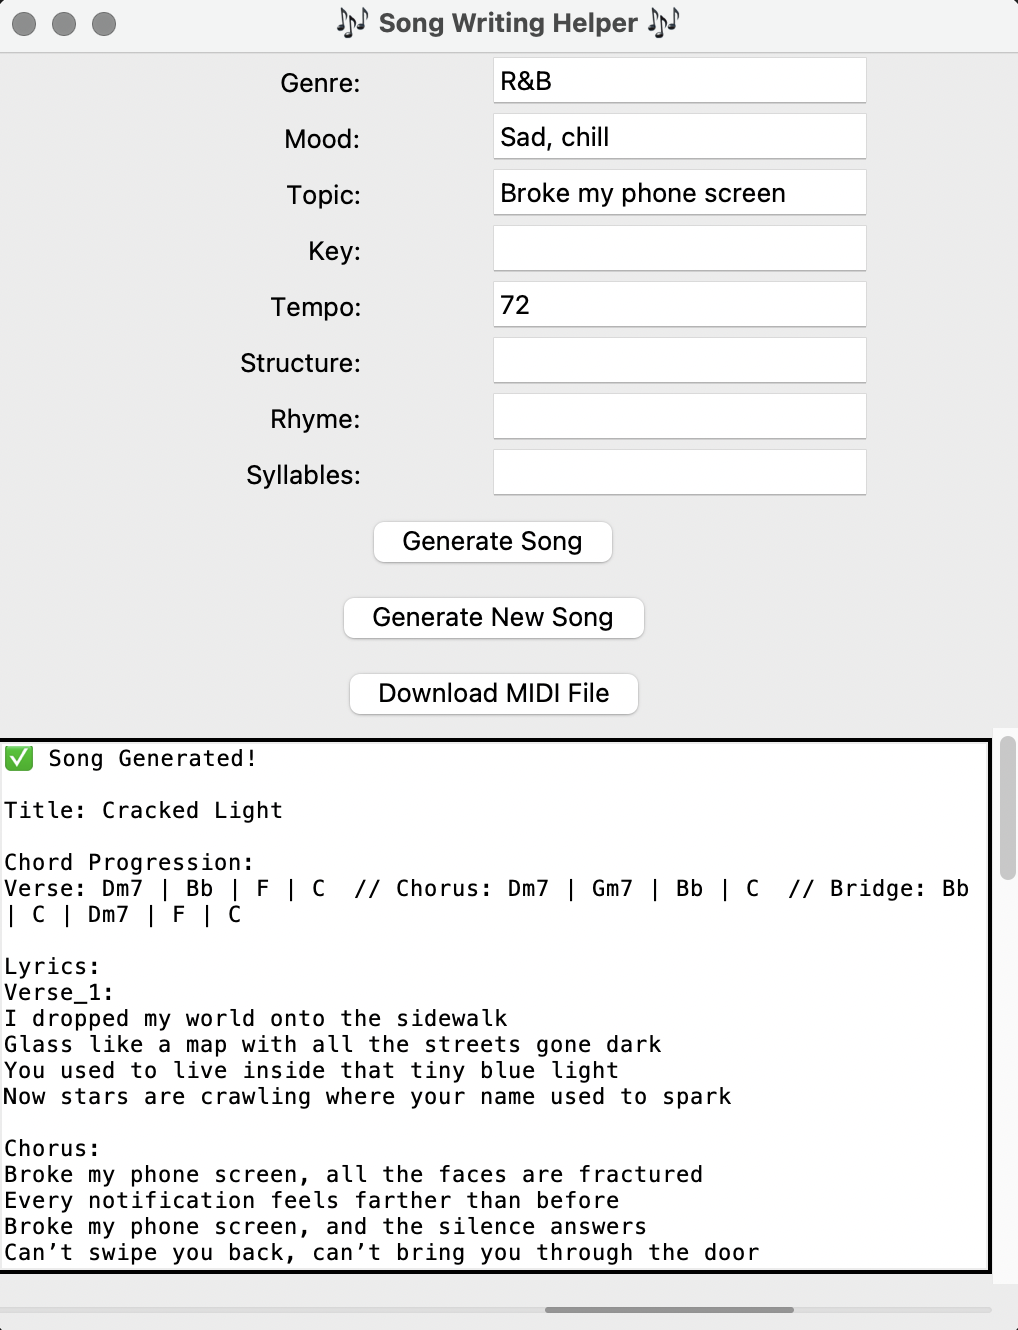 🎶 Song Writing Helper 🎶
Genre: R&B
Mood: Sad, chill
Topic: Broke my phone screen
Key:
Tempo: 72
Structure:
Rhyme:
Syllables:
Generate Song
Generate New Song
Download MIDI File
✅ Song Generated!
Title: Cracked Light
Chord Progression:
Verse: Dm7 | Bb | F | C  // Chorus: Dm7 | Gm7 | Bb | C  // Bridge: Bb
| C | Dm7 | F | C
Lyrics:
Verse_1:
I dropped my world onto the sidewalk
Glass like a map with all the streets gone dark
You used to live inside that tiny blue light
Now stars are crawling where your name used to spark
Chorus:
Broke my phone screen, all the faces are fractured
Every notification feels farther than before
Broke my phone screen, and the silence answers
Can’t swipe you back, can’t bring you through the door